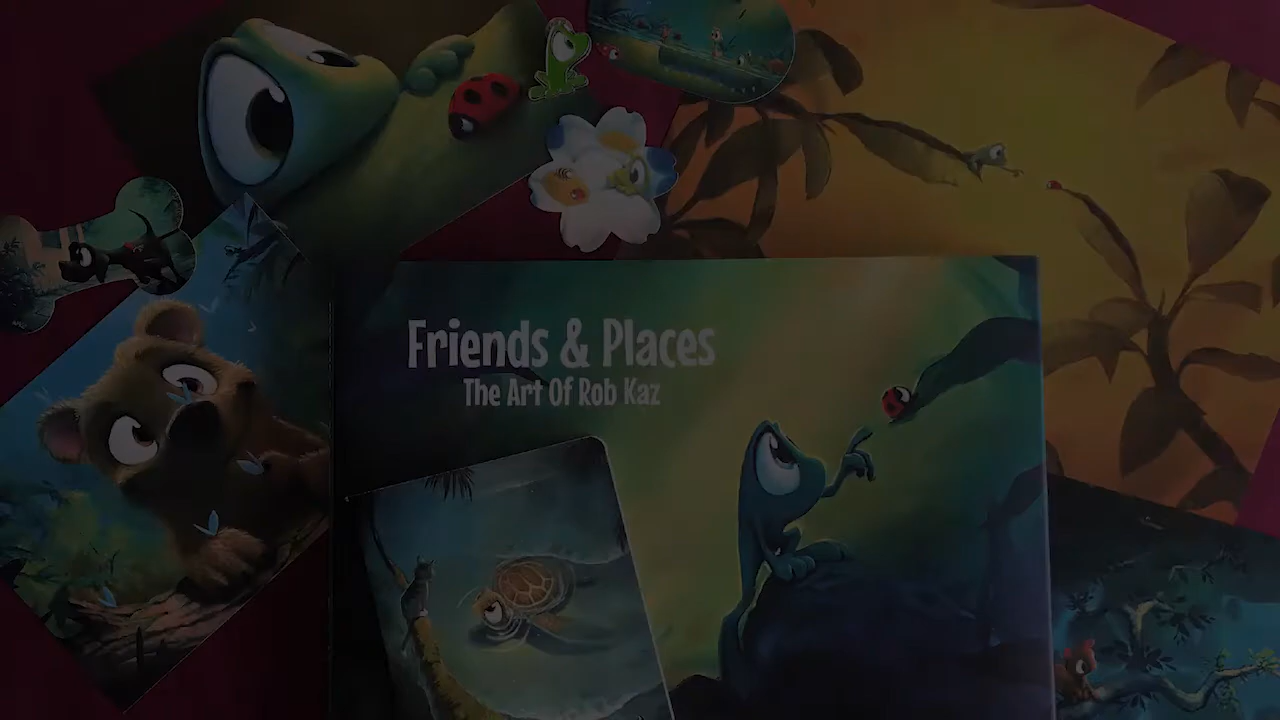 Friends & Places
The Art Of Rob Kaz